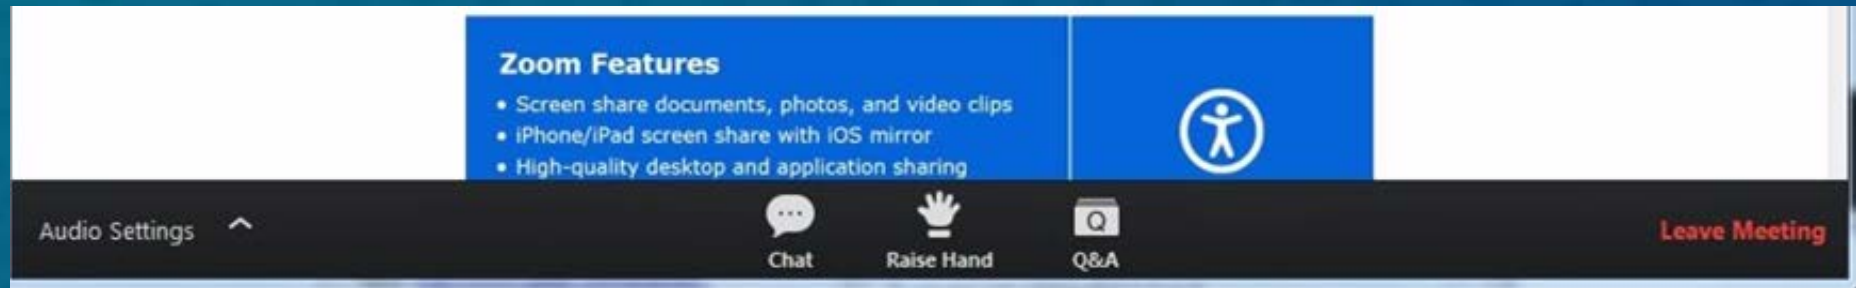 Zoom Features
• Screen share documents, photos, and video clips
• iPhone/iPad screen share with iOS mirror
• High-quality desktop and application sharing
Audio Settings
Chat
Raise Hand
Q
Q&A
Leave Meeting